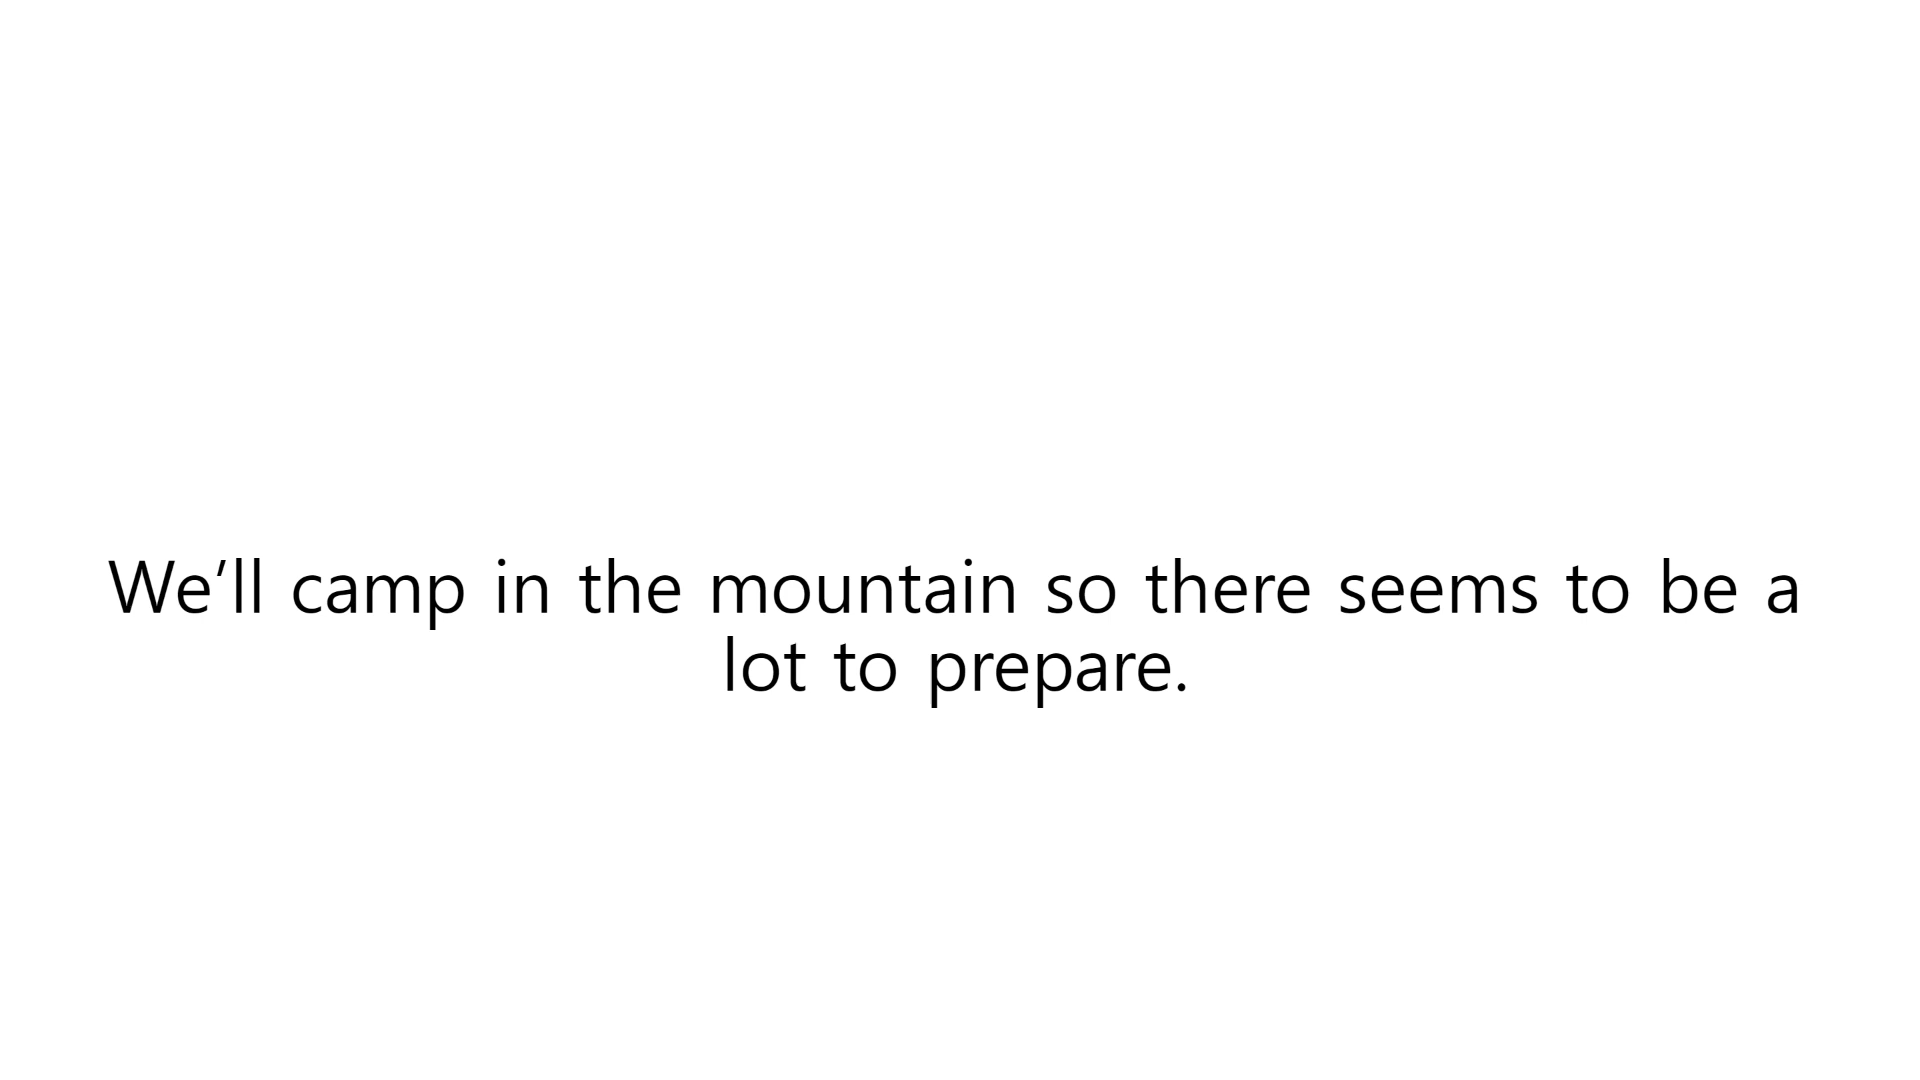 We’ll camp in the mountain so there seems to be a
lot to prepare.